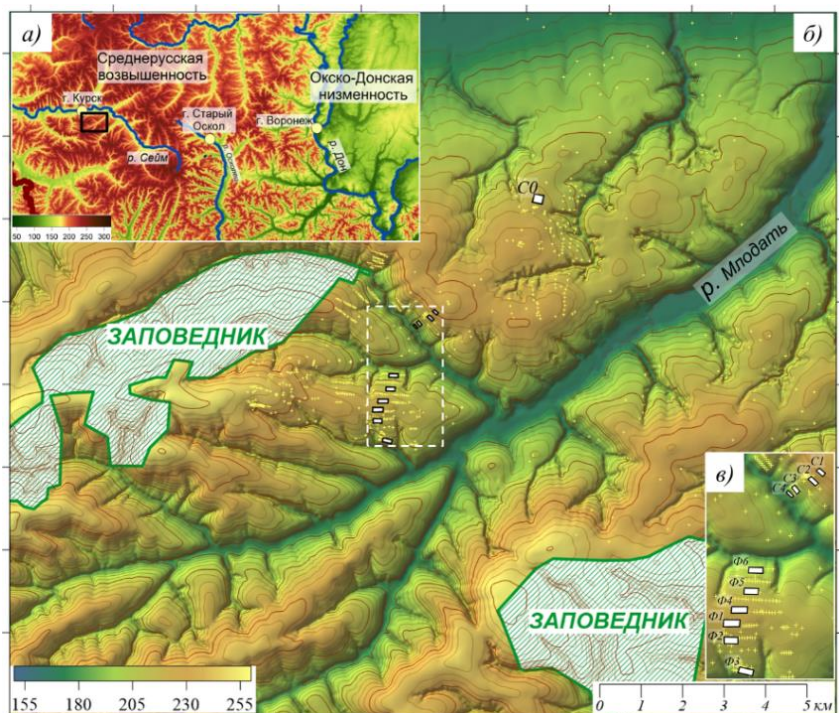 а)
Среднерусская
возвышенность
г. Курск
Окско-Донская
низменность
г. Старый
Оскол
г. Воронеж
р. Сейм
р. Дон
50 100 150 200 250 300
б)
С0
р. Млодать
ЗАПОВЕДНИК
ЗАПОВЕДНИК
в)
С1
С2
С3
С4
Ф6
Ф5
Ф4
Ф1
Ф2
Ф3
155 180 205 230 255
0 1 2 3 4 5 км